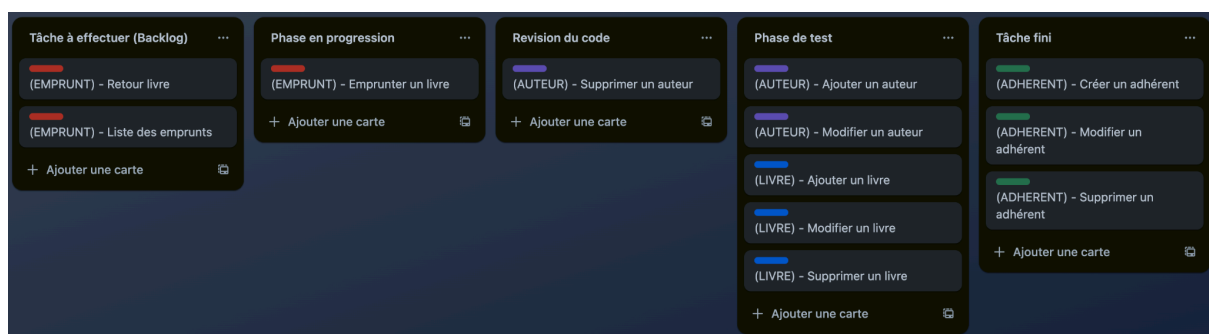 Tâche à effectuer (Backlog)
(EMPRUNT) - Retour livre
(EMPRUNT) - Liste des emprunts
+ Ajouter une carte
Phase en progression
(EMPRUNT) - Emprunter un livre
+ Ajouter une carte
Revision du code
(AUTEUR) - Supprimer un auteur
+ Ajouter une carte
Phase de test
(AUTEUR) - Ajouter un auteur
(AUTEUR) - Modifier un auteur
(LIVRE) - Ajouter un livre
(LIVRE) - Modifier un livre
(LIVRE) - Supprimer un livre
+ Ajouter une carte
Tâche fini
(ADHERENT) - Créer un adhérent
(ADHERENT) - Modifier un
adhérent
(ADHERENT) - Supprimer un
adhérent
+ Ajouter une carte